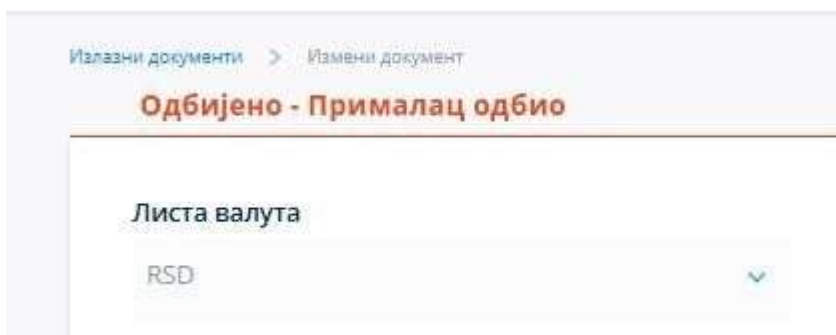 Излазни документи > Измени документ
Одбијено - Прималац одбио
Листа валута
RSD